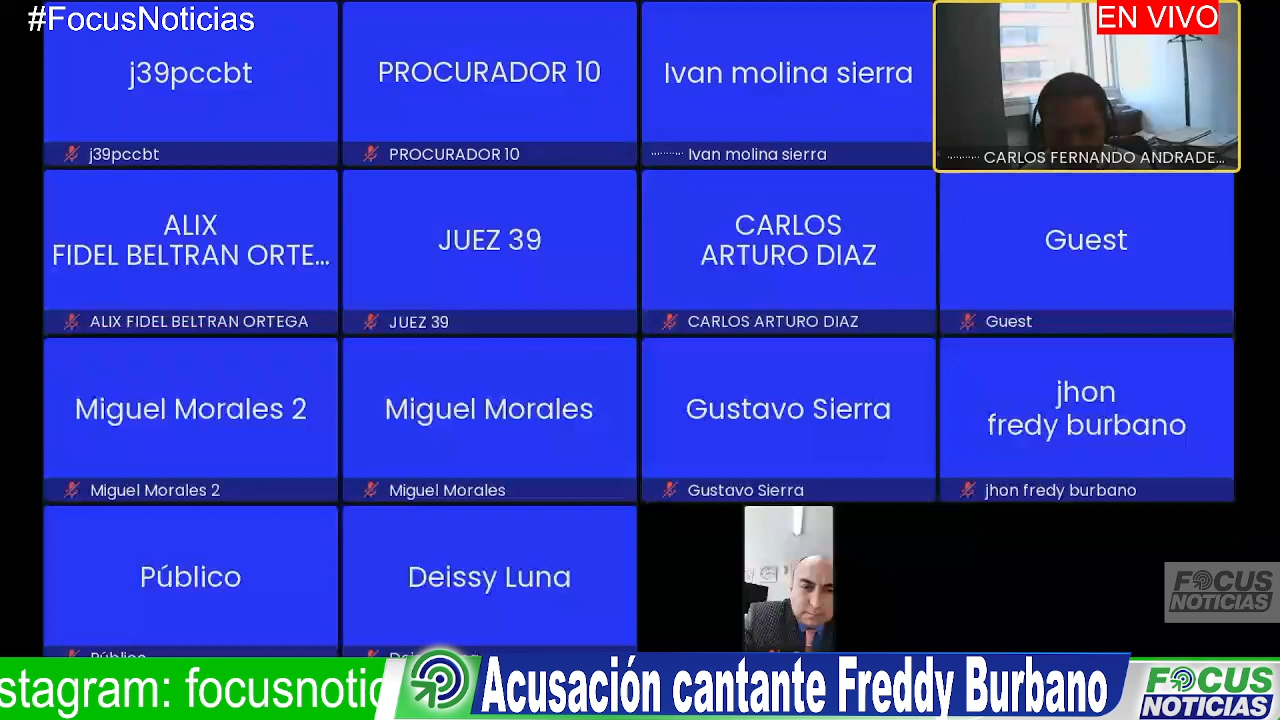 #FocusNoticias
EN VIVO
j39pccbt
j39pccbt
PROCURADOR 10
PROCURADOR 10
Ivan molina sierra
Ivan molina sierra
CARLOS FERNANDO ANDRADE...
ALIX
FIDEL BELTRAN ORTE...
ALIX FIDEL BELTRAN ORTEGA
JUEZ 39
JUEZ 39
CARLOS
ARTURO DIAZ
CARLOS ARTURO DIAZ
Guest
Guest
Miguel Morales 2
Miguel Morales 2
Miguel Morales
Miguel Morales
Gustavo Sierra
Gustavo Sierra
jhon
fredy burbano
jhon fredy burbano
Público
Público
Deissy Luna
FOCUS
NOTICIAS
stagram: focusnotic
Acusación cantante Freddy Burbano
FOCUS
NOTICIAS